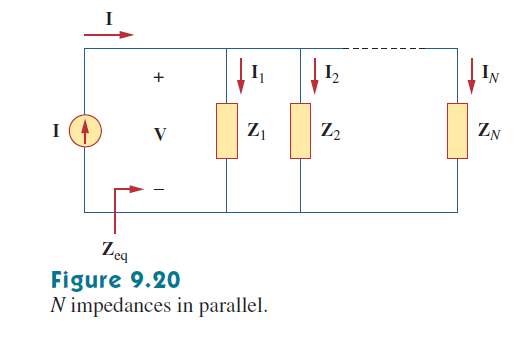 I
I₁
I₂
I_N
+
I
V
Z₁
Z₂
Z_N
–
Z_eq
Figure 9.20
N impedances in parallel.